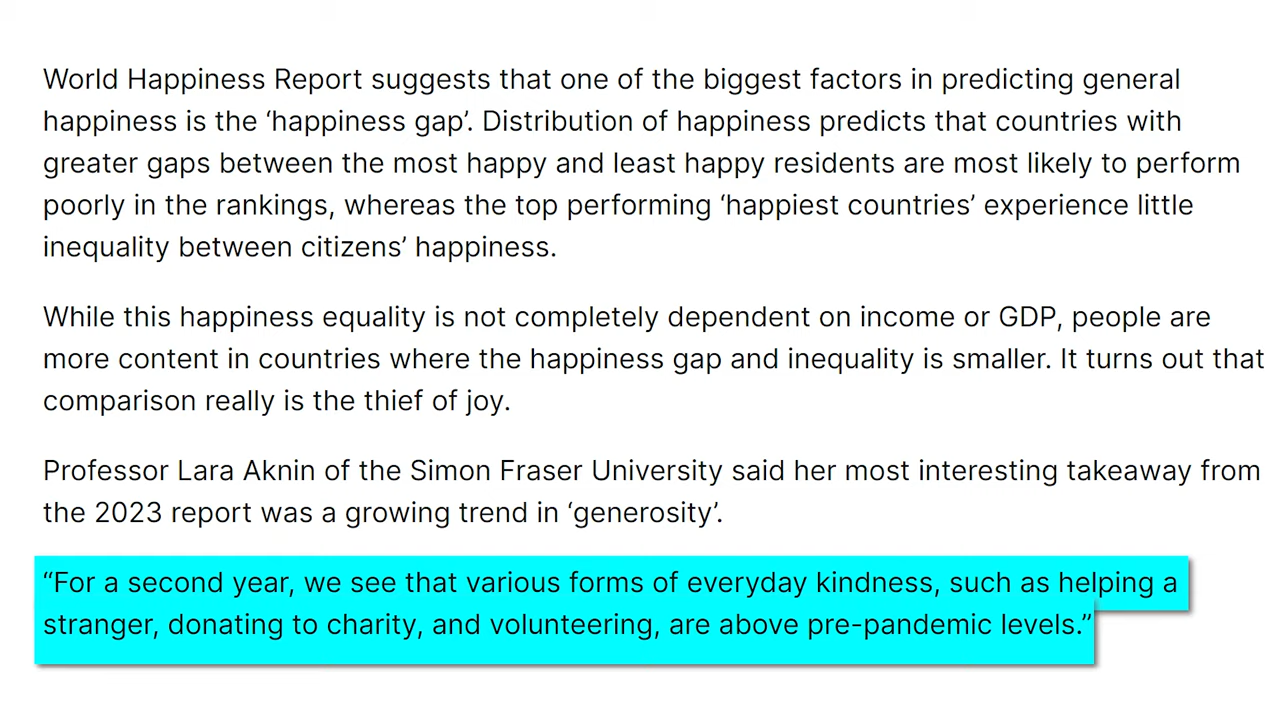 World Happiness Report suggests that one of the biggest factors in predicting general
happiness is the ‘happiness gap’. Distribution of happiness predicts that countries with
greater gaps between the most happy and least happy residents are most likely to perform
poorly in the rankings, whereas the top performing ‘happiest countries’ experience little
inequality between citizens’ happiness.
While this happiness equality is not completely dependent on income or GDP, people are
more content in countries where the happiness gap and inequality is smaller. It turns out that
comparison really is the thief of joy.
Professor Lara Aknin of the Simon Fraser University said her most interesting takeaway from
the 2023 report was a growing trend in ‘generosity’.
“For a second year, we see that various forms of everyday kindness, such as helping a
stranger, donating to charity, and volunteering, are above pre-pandemic levels.”